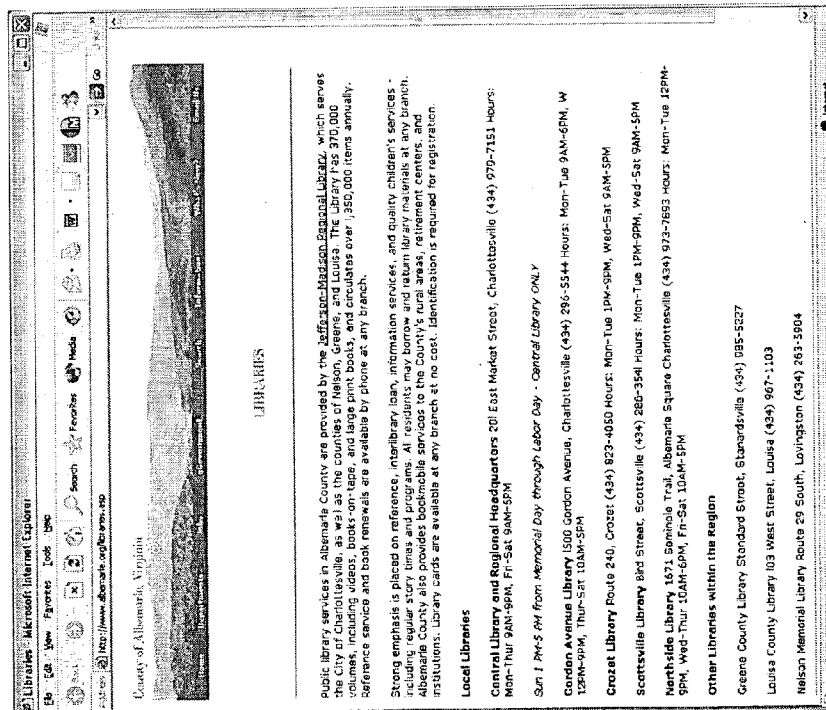 Libraries - Microsoft Internet Explorer
File Edit View Favorites Tools Help
Search Favorites Media
Address http://www.albemarle.org/libraries.asp Go
County of Albemarle, Virginia
LIBRARIES
Public library services in Albemarle County are provided by the Jefferson-Madison Regional Library, which serves
the City of Charlottesville, as well as the counties of Nelson, Greene, and Louisa. The Library has 370,000
volumes, including videos, books-on-tape, and large print books, and circulates over 1,350,000 items annually.
Reference service and book renewals are available by phone at any branch.
Strong emphasis is placed on reference, interlibrary loan, information services, and quality children's services -
including regular story times and programs. All residents may borrow and return library materials at any branch.
Albemarle County also provides bookmobile services to the County's rural areas, retirement centers, and
institutions. Library cards are available at any branch at no cost. Identification is required for registration.
Local Libraries
Central Library and Regional Headquarters 201 East Market Street, Charlottesville (434) 979-7151 Hours:
Mon-Thur 9AM-9PM, Fri-Sat 9AM-5PM
Sun 1 PM-5 PM from Memorial Day through Labor Day - Central Library ONLY
Gordon Avenue Library 1500 Gordon Avenue, Charlottesville (434) 296-5544 Hours: Mon-Tue 9AM-6PM, W
12PM-9PM, Thur-Sat 10AM-5PM
Crozet Library Route 240, Crozet (434) 823-4050 Hours: Mon-Tue 1PM-9PM, Wed-Sat 9AM-5PM
Scottsville Library Bird Street, Scottsville (434) 286-3541 Hours: Mon-Tue 1PM-9PM, Wed-Sat 9AM-5PM
Northside Library 1671 Seminole Trail, Albemarle Square Charlottesville (434) 973-7893 Hours: Mon-Tue 12PM-
9PM, Wed-Thur 10AM-6PM, Fri-Sat 10AM-5PM
Other Libraries within the Region
Greene County Library Standard Street, Stanardsville (434) 985-5227
Louisa County Library 103 West Street, Louisa (434) 967-1103
Nelson Memorial Library Route 29 South, Lovingston (434) 263-5904
Internet